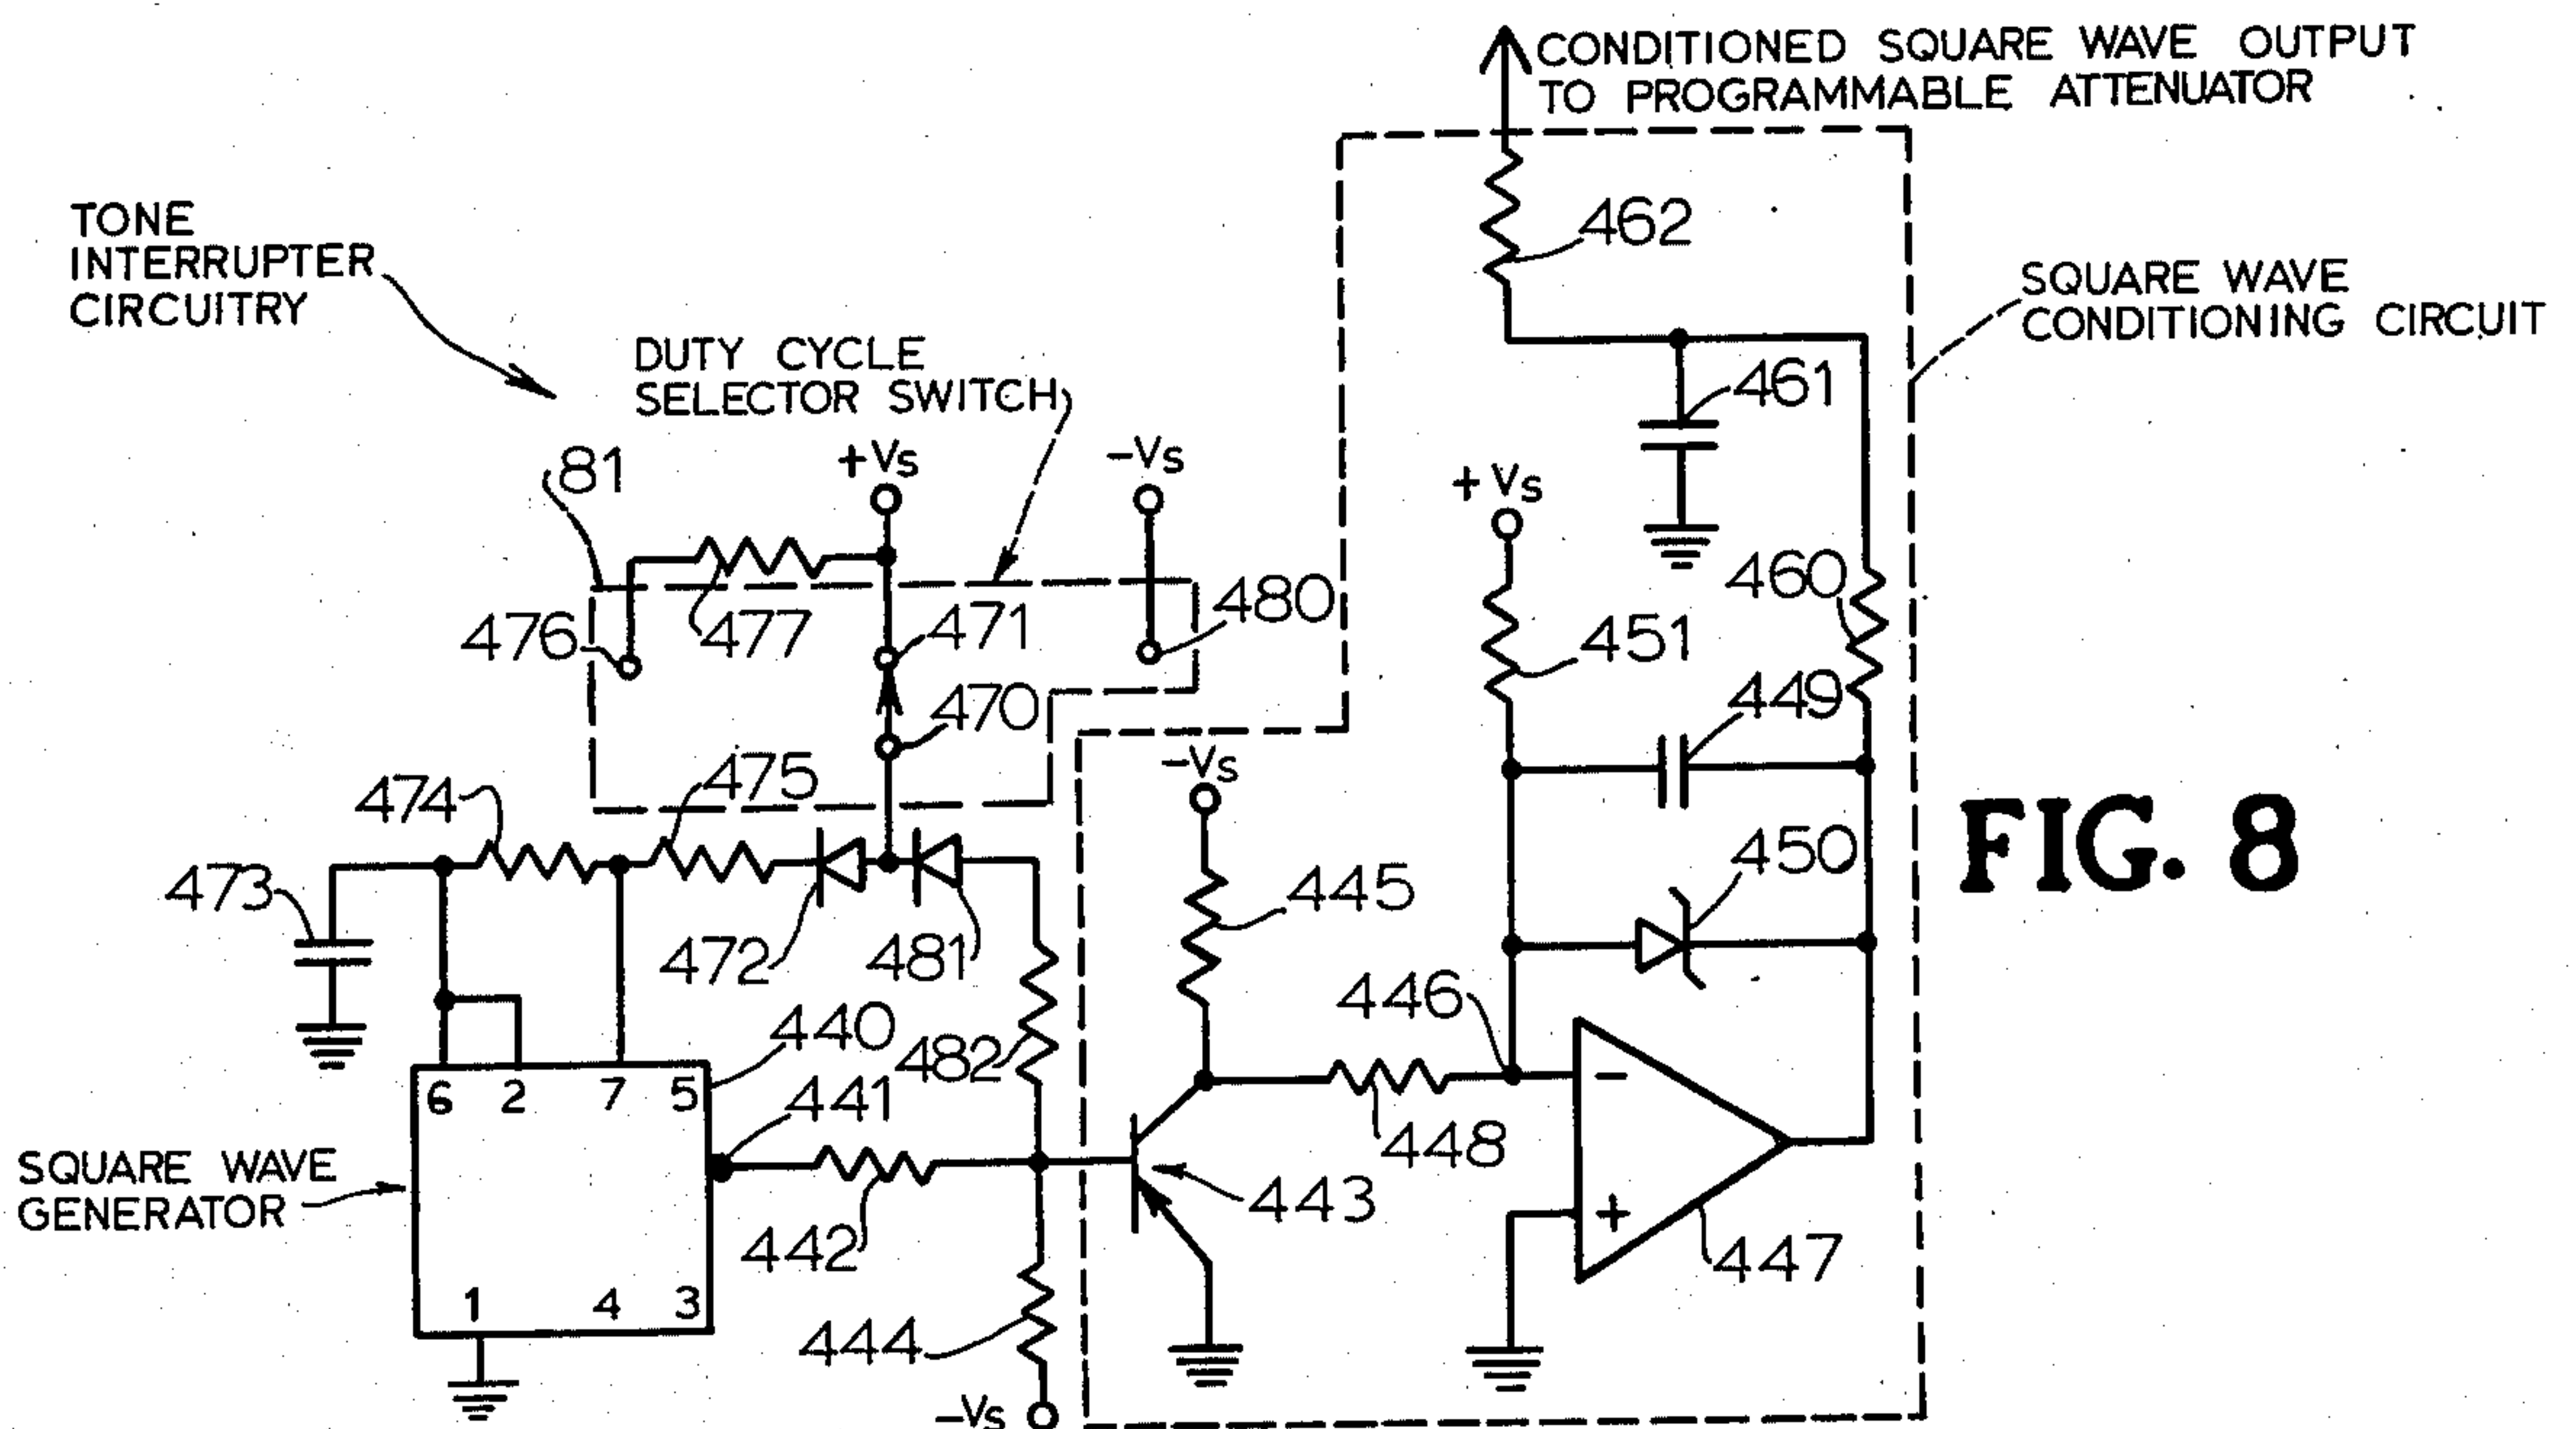 CONDITIONED SQUARE WAVE OUTPUT
TO PROGRAMMABLE ATTENUATOR
TONE
INTERRUPTER
CIRCUITRY
462
SQUARE WAVE
CONDITIONING CIRCUIT
DUTY CYCLE
SELECTOR SWITCH
461
+Vs
-Vs
+Vs
81
460
480
477
471
476
451
449
470
-Vs
475
474
450
FIG. 8
473
445
472
481
446
440
482
6 2 7 5
441
448
SQUARE WAVE
GENERATOR
443
442
447
1 4 3
444
-Vs